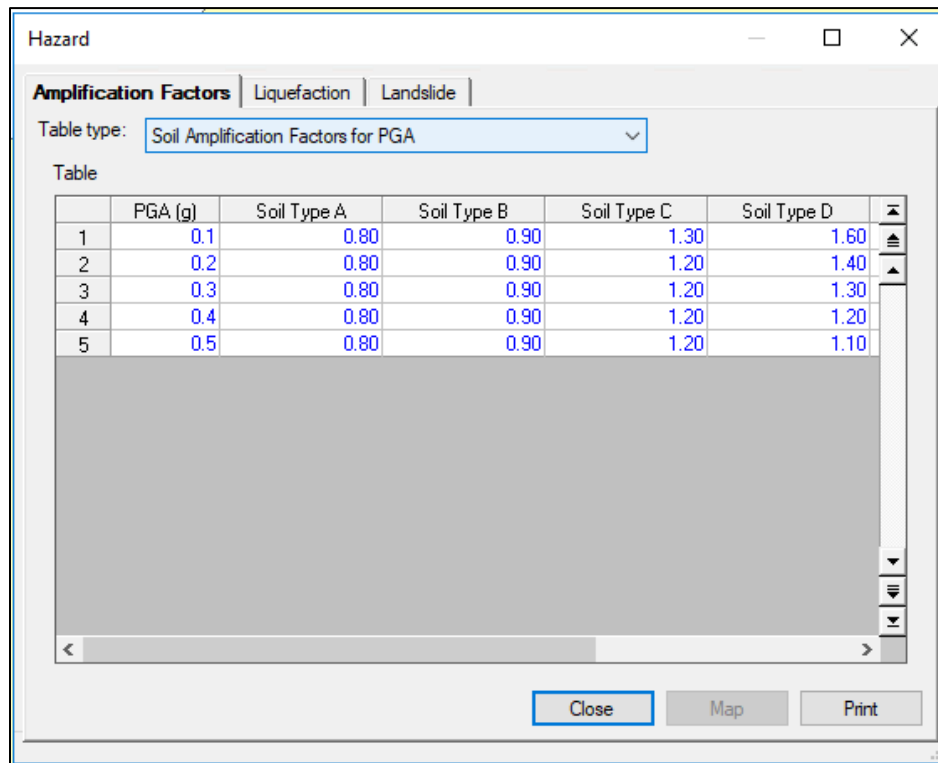 Hazard
Amplification Factors Liquefaction Landslide
Table type: Soil Amplification Factors for PGA
Table
PGA (g) Soil Type A Soil Type B Soil Type C Soil Type D
1 0.1 0.80 0.90 1.30 1.60
2 0.2 0.80 0.90 1.20 1.40
3 0.3 0.80 0.90 1.20 1.30
4 0.4 0.80 0.90 1.20 1.20
5 0.5 0.80 0.90 1.20 1.10
Close Map Print